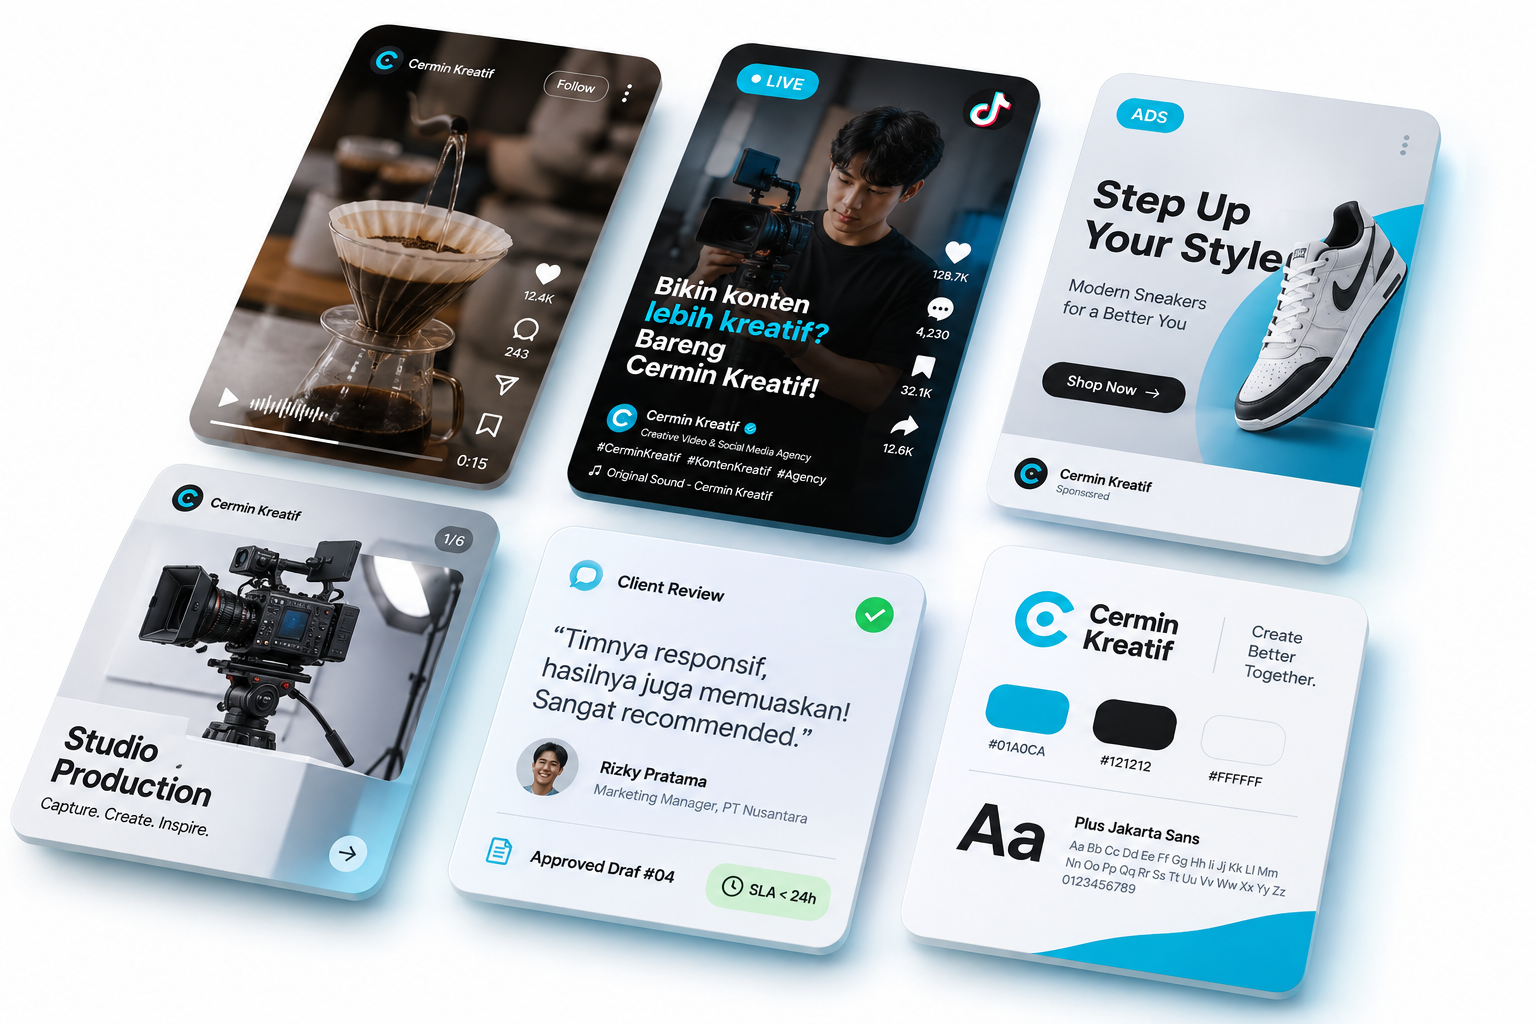 Cermin Kreatif
Follow
12.4K
243
0:15
LIVE
Bikin konten
lebih kreatif?
Bareng
Cermin Kreatif!
128.7K
4,230
32.1K
12.6K
Cermin Kreatif
Creative Video & Social Media Agency
#CerminKreatif #KontenKreatif #Agency
Original Sound - Cermin Kreatif
ADS
Step Up
Your Style
Modern Sneakers
for a Better You
Shop Now →
Cermin Kreatif
Cermin Kreatif
1/6
Studio
Production
Capture. Create. Inspire.
Client Review
“Timnya responsif,
hasilnya juga memuaskan!
Sangat recommended.”
Rizky Pratama
Marketing Manager, PT Nusantara
Approved Draf #04
SLA < 24h
Cermin
Kreatif
Create
Better
Together.
#01A0CA
#121212
#FFFFFF
Aa
Plus Jakarta Sans
Aa Bb Cc Dd Ee Ff Gg Hh Ii Jj Kk Ll Mm
Nn Oo Pp Qq Rr Ss Tt Uu Vv Ww Xx Yy Zz
0123456789